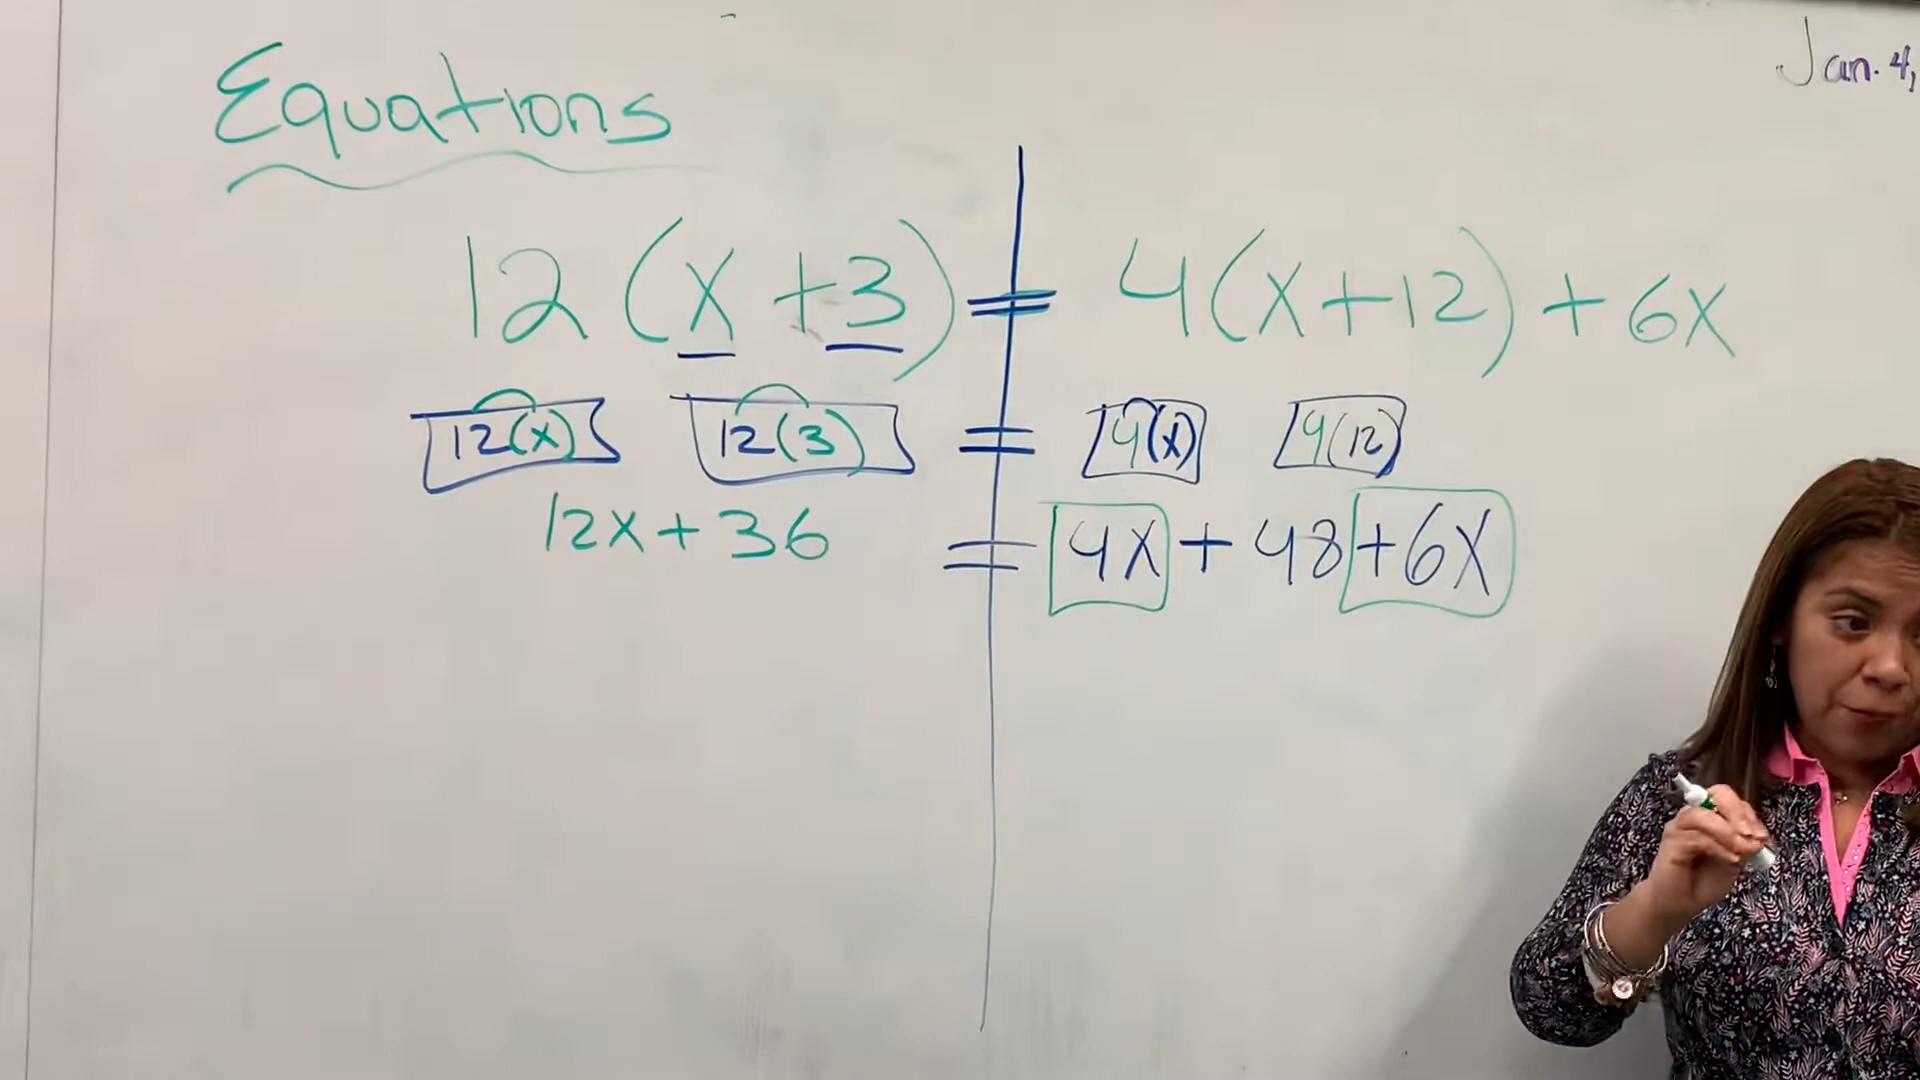 Jan. 4,
Equations
12 (x + 3) = 4(x+12) + 6x
12(x) 12(3) = 4(x) 4(12)
12x + 36 = 4x + 48 + 6x